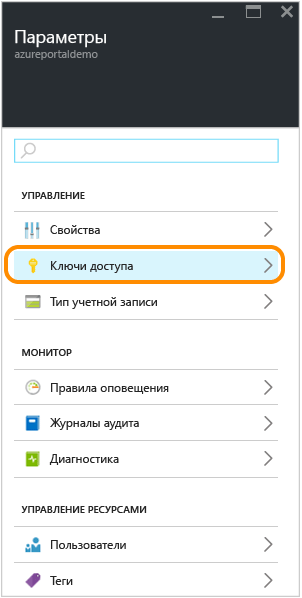 Параметры
azureportaldemo
УПРАВЛЕНИЕ
Свойства
Ключи доступа
Тип учетной записи
МОНИТОР
Правила оповещения
Журналы аудита
Диагностика
УПРАВЛЕНИЕ РЕСУРСАМИ
Пользователи
Теги